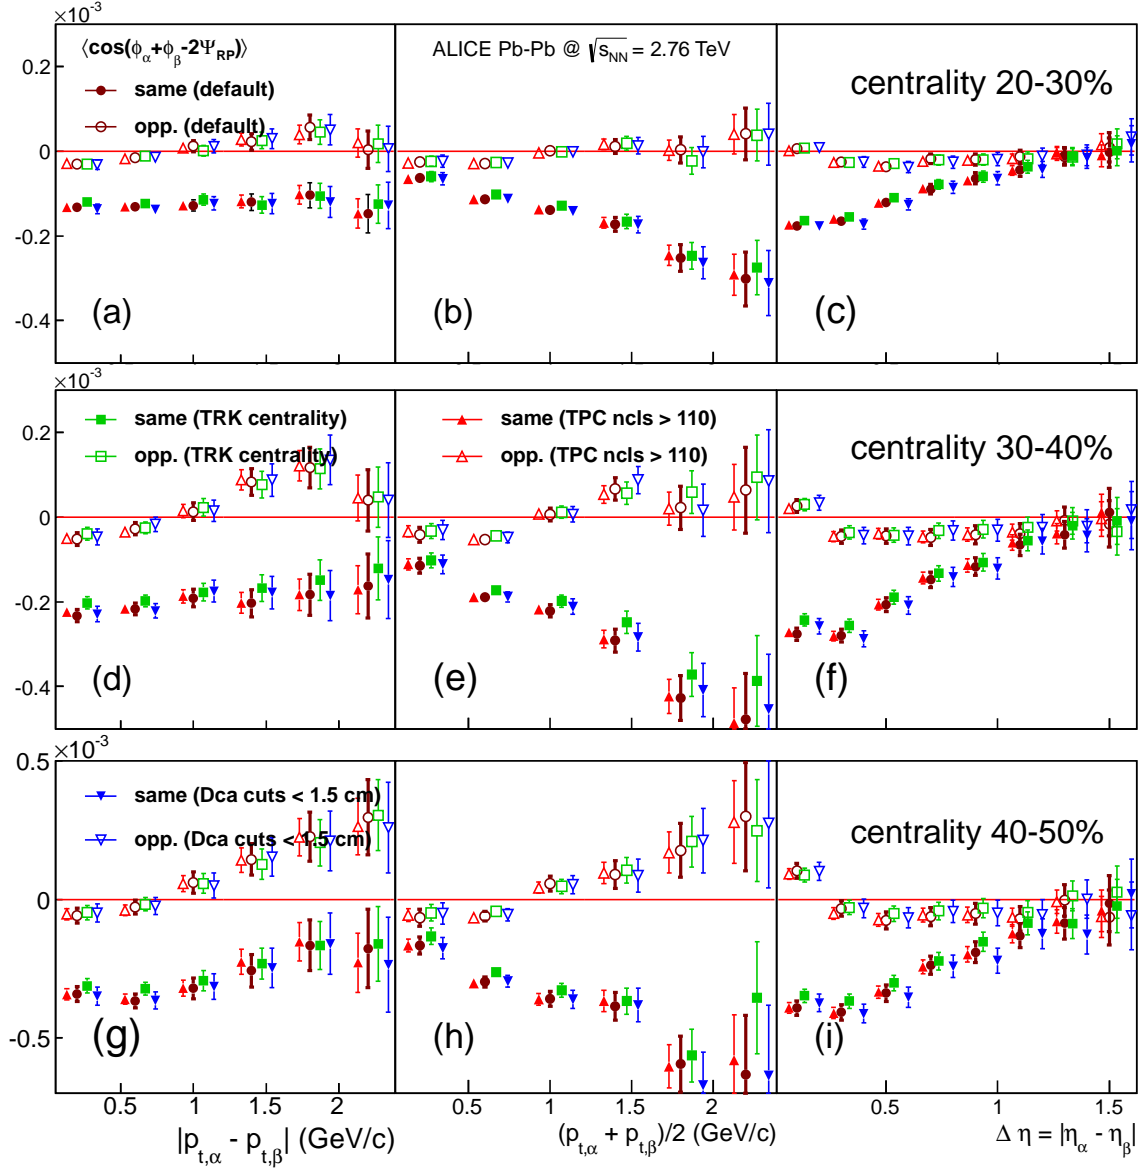 ×10⁻³
⟨cos(ϕα+ϕβ-2ΨRP)⟩
ALICE Pb-Pb @ √sNN = 2.76 TeV
centrality 20-30%
same (default)
opp. (default)
0.2
0
-0.2
-0.4
(a)
(b)
(c)
×10⁻³
same (TRK centrality)
opp. (TRK centrality)
same (TPC ncls > 110)
opp. (TPC ncls > 110)
centrality 30-40%
0.2
0
-0.2
-0.4
(d)
(e)
(f)
×10⁻³
same (Dca cuts < 1.5 cm)
opp. (Dca cuts < 1.5 cm)
centrality 40-50%
0.5
0
-0.5
(g)
(h)
(i)
0.5 1 1.5 2
0.5 1 1.5 2
0.5 1 1.5
|pt,α - pt,β| (GeV/c)
(pt,α + pt,β)/2 (GeV/c)
Δ η = |ηα - ηβ|